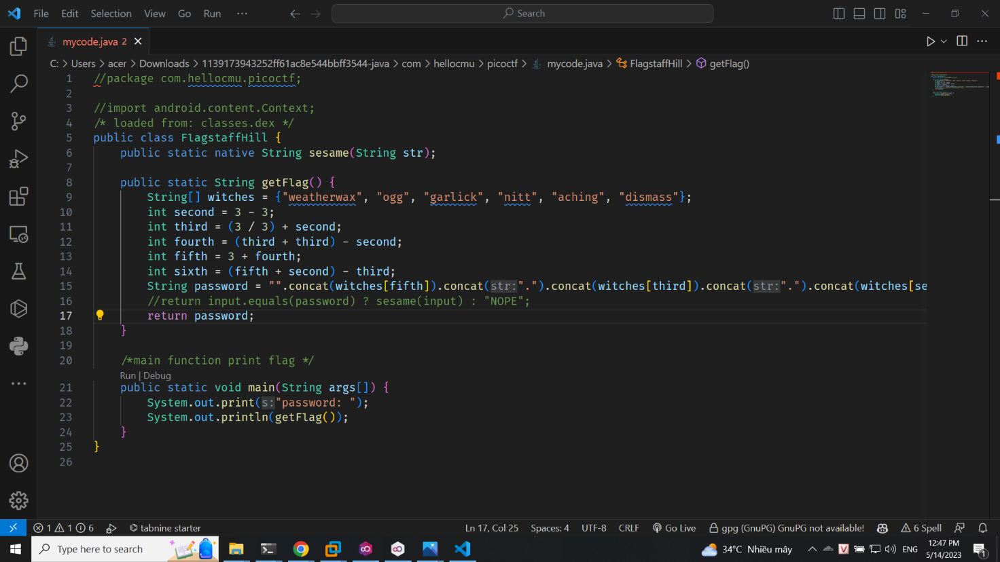 File Edit Selection View Go Run ··· Search
mycode.java 2
C: > Users > acer > Downloads > 1139173943252ff61ac8e544bbff3544-java > com > hellocmu > picoctf > mycode.java > FlagstaffHill > getFlag()
1 //package com.hellocmu.picoctf;
2
3 //import android.content.Context;
4 /* loaded from: classes.dex */
5 public class FlagstaffHill {
6 public static native String sesame(String str);
7
8 public static String getFlag() {
9 String[] witches = {"weatherwax", "ogg", "garlick", "nitt", "aching", "dismass"};
10 int second = 3 - 3;
11 int third = (3 / 3) + second;
12 int fourth = (third + third) - second;
13 int fifth = 3 + fourth;
14 int sixth = (fifth + second) - third;
15 String password = "".concat(witches[fifth]).concat(str:".").concat(witches[third]).concat(str:".").concat(witches[se
16 //return input.equals(password) ? sesame(input) : "NOPE";
17 return password;
18 }
19
20 /*main function print flag */
Run | Debug
21 public static void main(String args[]) {
22 System.out.print(s:"password: ");
23 System.out.println(getFlag());
24 }
25 }
26
1 1 6 tabnine starter Ln 17, Col 25 Spaces: 4 UTF-8 CRLF Go Live gpg (GnuPG) GnuPG not available! 6 Spell
Type here to search 34°C Nhiều mây V ENG 12:47 PM
5/14/2023 1